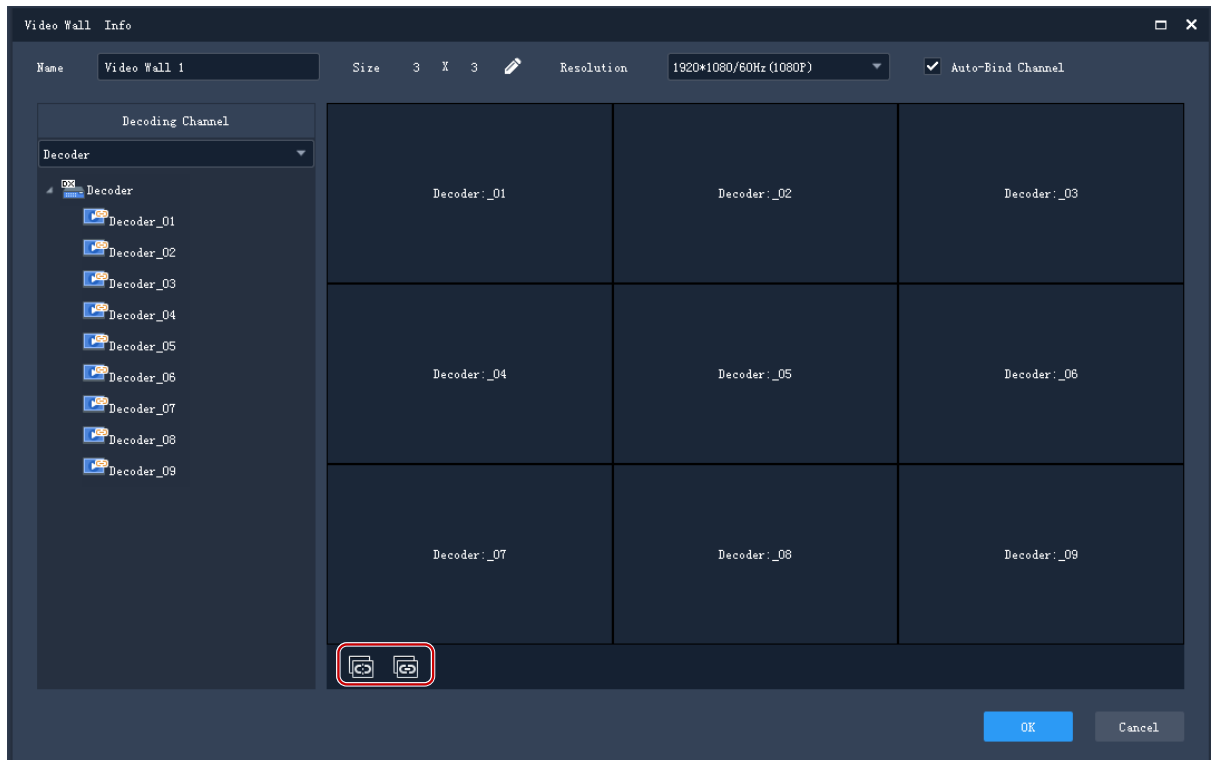 Video Wall Info
Name Video Wall 1 Size 3 X 3 Resolution 1920*1080/60Hz(1080P) Auto-Bind Channel
Decoding Channel
Decoder
DX Decoder
Decoder_01
Decoder_02
Decoder_03
Decoder_04
Decoder_05
Decoder_06
Decoder_07
Decoder_08
Decoder_09
Decoder:_01 Decoder:_02 Decoder:_03
Decoder:_04 Decoder:_05 Decoder:_06
Decoder:_07 Decoder:_08 Decoder:_09
OK Cancel